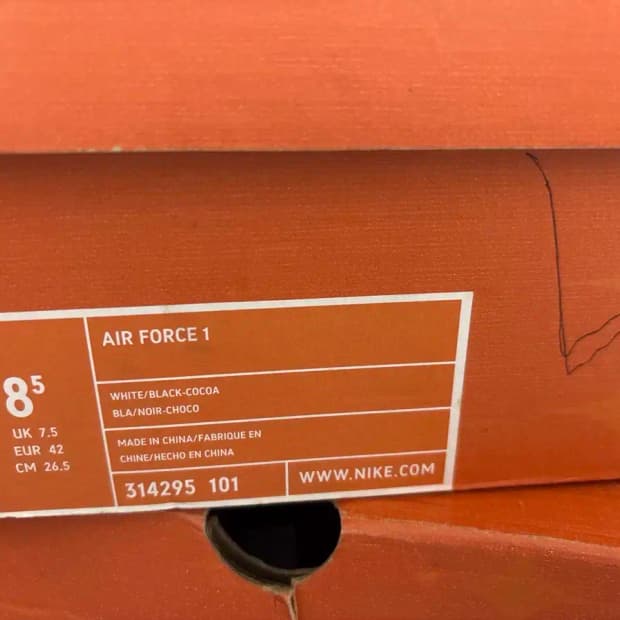 AIR FORCE 1
8⁵
WHITE/BLACK-COCOA
BLA/NOIR-CHOCO
UK 7.5
EUR 42
CM 26.5
MADE IN CHINA/FABRIQUE EN
CHINE/HECHO EN CHINA
314295 101
WWW.NIKE.COM